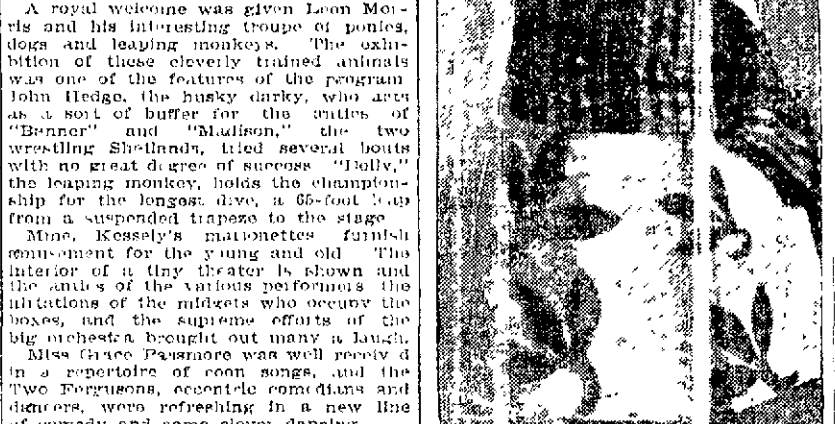 A royal welcome was given Leon Mor-
ris and his interesting troupe of ponies,
dogs and leaping monkeys. The exhi-
bition of these cleverly trained animals
was one of the features of the program
John Hedge, the husky darky, who acts
as a sort of buffer for the antics of
"Banner" and "Madison," the two
wrestling Shetlands, tried several bouts
with no great degree of success "Dolly,"
the leaping monkey, holds the champion-
ship for the longest dive, a 65-foot leap
from a suspended trapeze to the stage
Mme. Kessely's marionettes furnish
amusement for the young and old The
interior of a tiny theater is shown and
the antics of the various performers the
imitations of the midgets who occupy the
boxes, and the supreme efforts of the
big orchestra brought out many a laugh.
Miss Grace Passmore was well received
in a repertoire of coon songs, and the
Two Fergusons, eccentric comedians and
dancers, were refreshing in a new line
of comedy and some clever dancing